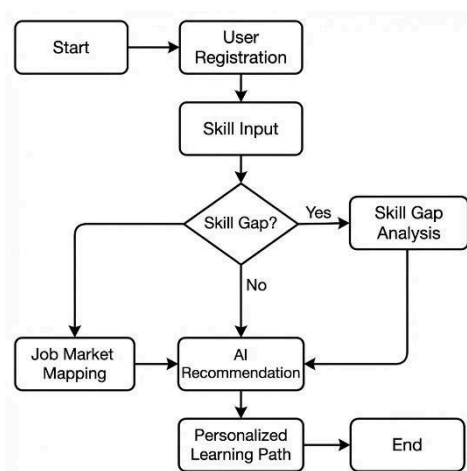 Start
User
Registration
Skill Input
Skill Gap?
Yes
Skill Gap
Analysis
No
Job Market
Mapping
AI
Recommendation
Personalized
Learning Path
End